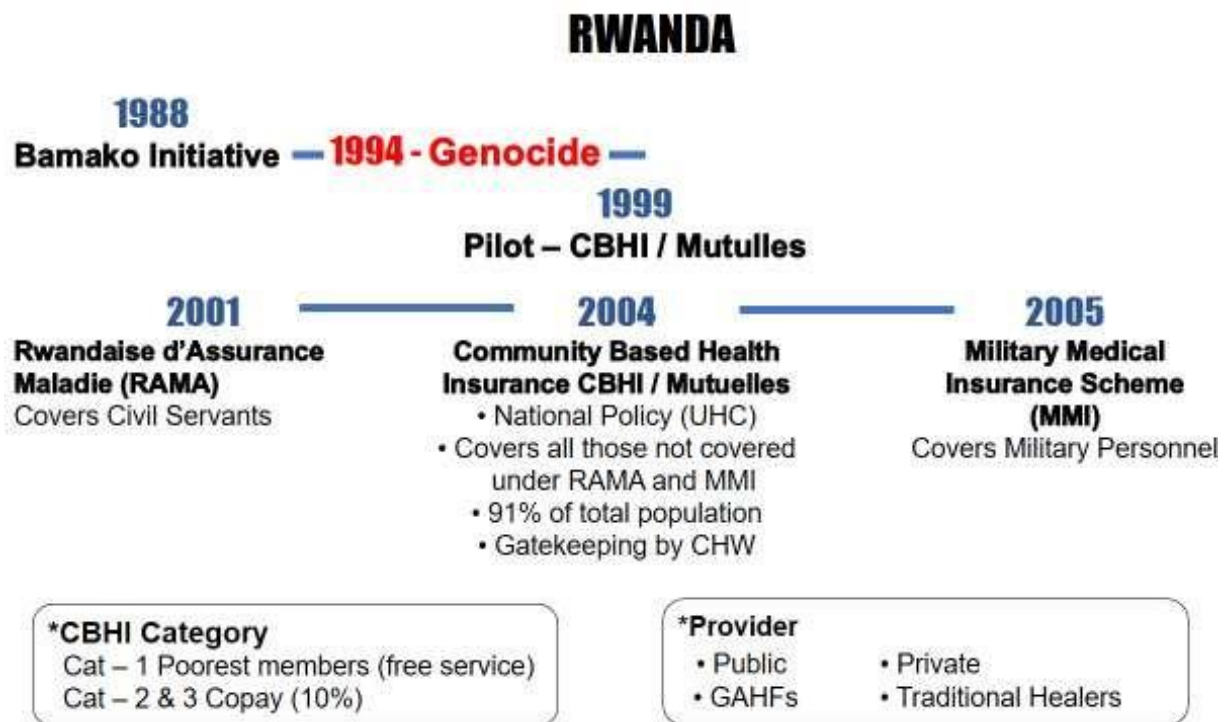 RWANDA
1988
Bamako Initiative
1994 - Genocide
1999
Pilot – CBHI / Mutulles
2001
Rwandaise d'Assurance
Maladie (RAMA)
Covers Civil Servants
2004
Community Based Health
Insurance CBHI / Mutuelles
• National Policy (UHC)
• Covers all those not covered
under RAMA and MMI
• 91% of total population
• Gatekeeping by CHW
2005
Military Medical
Insurance Scheme
(MMI)
Covers Military Personnel
*CBHI Category
Cat – 1 Poorest members (free service)
Cat – 2 & 3 Copay (10%)
*Provider
• Public
• Private
• GAHFs
• Traditional Healers